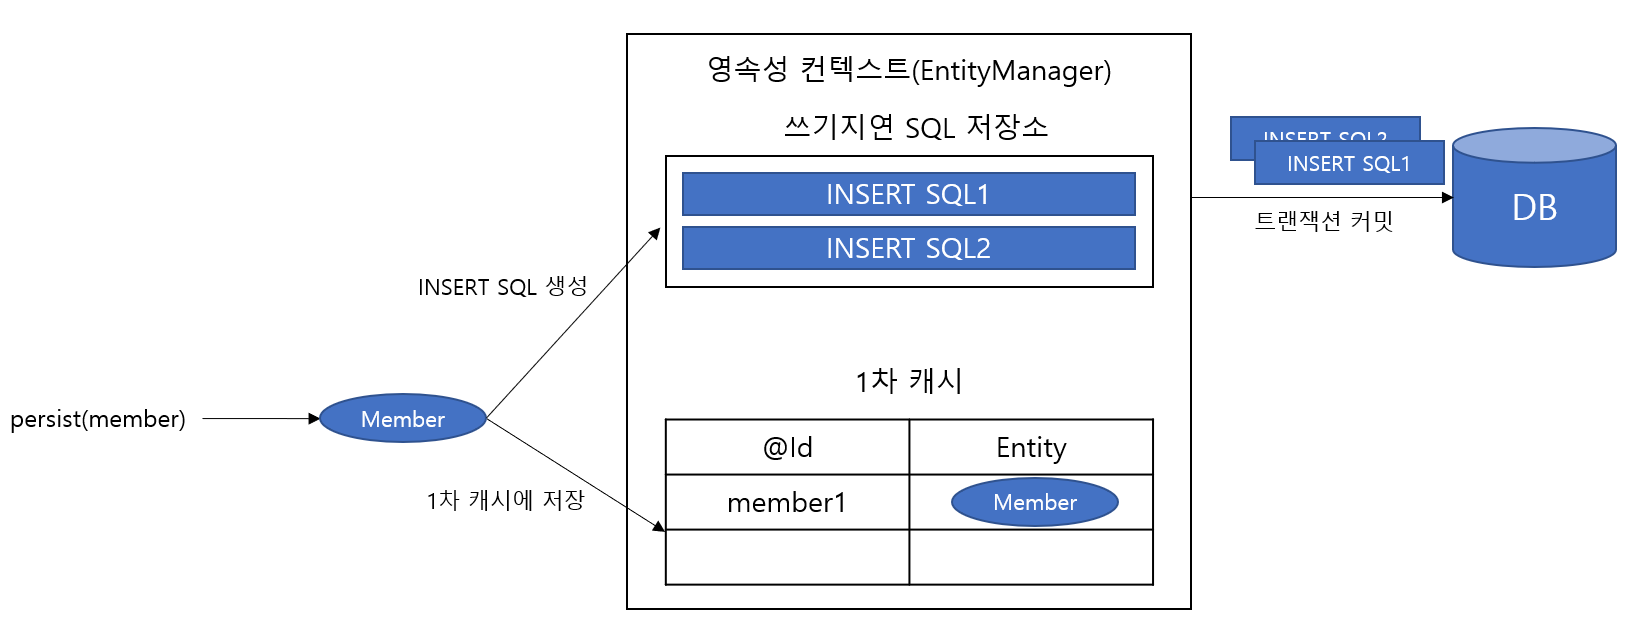 영속성 컨텍스트(EntityManager)
쓰기지연 SQL 저장소
INSERT SQL1
INSERT SQL2
INSERT SQL 생성
persist(member)
Member
1차 캐시에 저장
1차 캐시
@Id
Entity
member1
Member
INSERT SQL2
INSERT SQL1
트랜잭션 커밋
DB